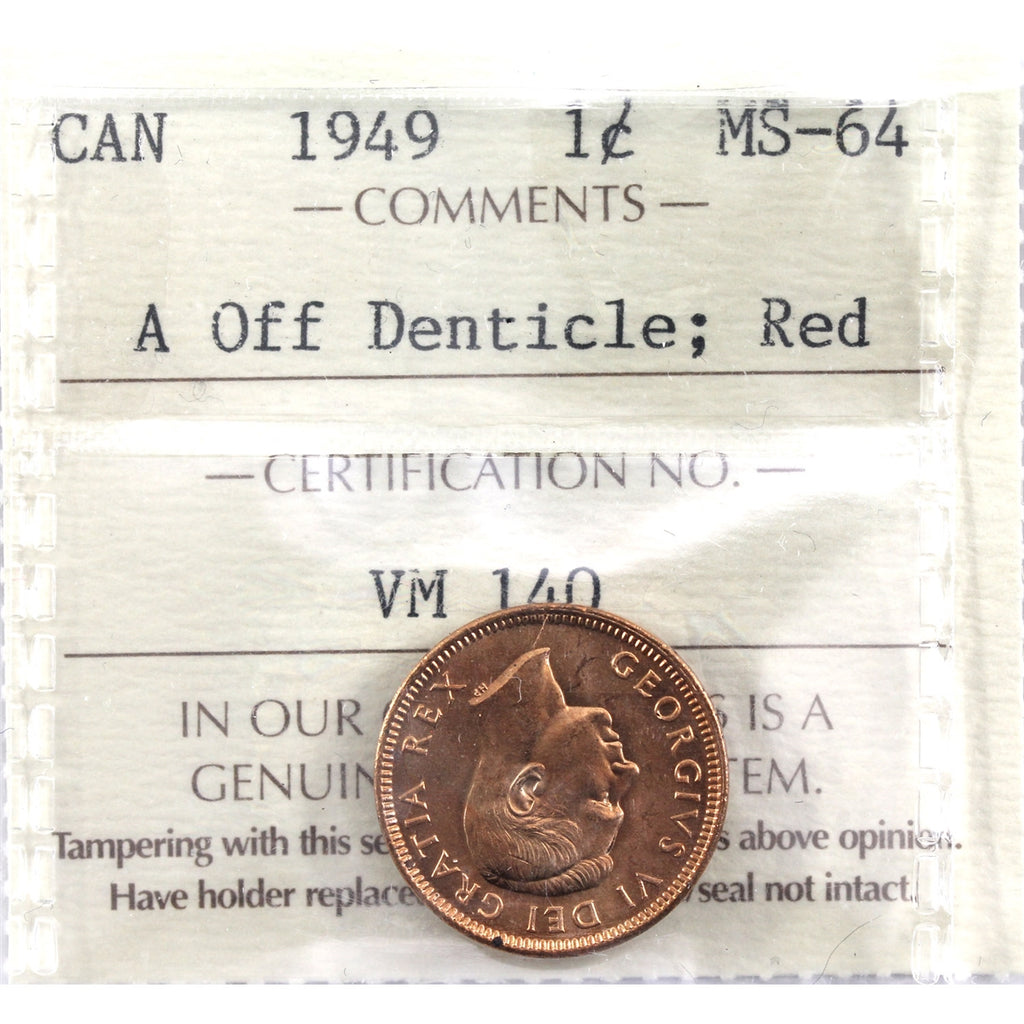 CAN 1949 1¢ MS-64
— COMMENTS —
A Off Denticle; Red
— CERTIFICATION NO. —
VM 140
IN OUR IS A
GENUIN TEM.
Tampering with this se s above opinion.
Have holder replace /seal not intact.
GEORGIVS VI DEI GRATIA REX
HP